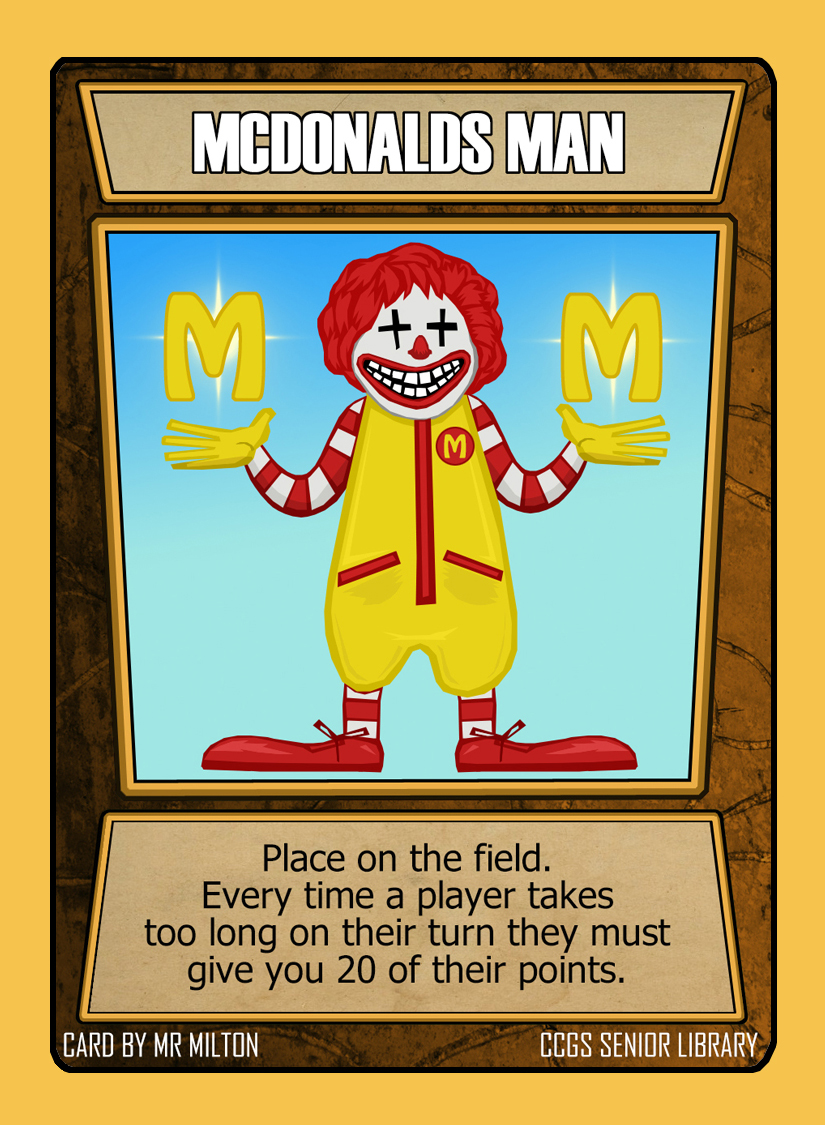 MCDONALDS MAN
M M
M
Place on the field.
Every time a player takes
too long on their turn they must
give you 20 of their points.
CARD BY MR MILTON
CCGS SENIOR LIBRARY